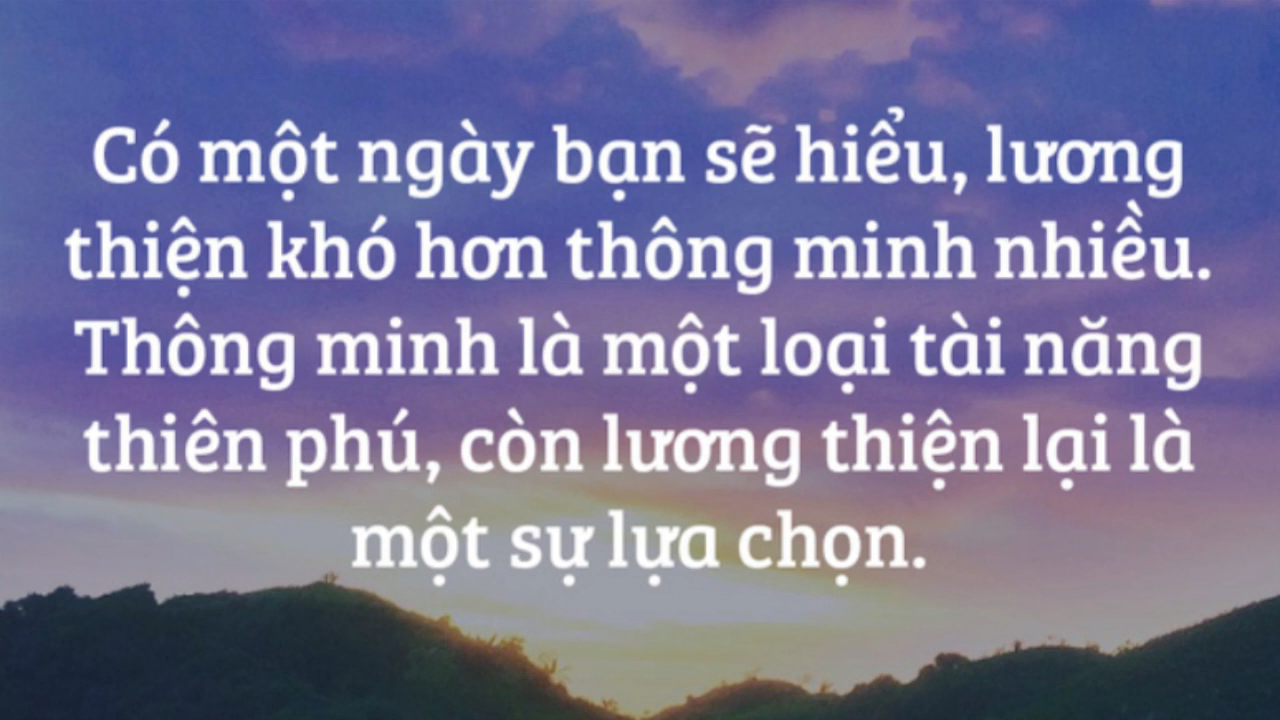 Có một ngày bạn sẽ hiểu, lương
thiện khó hơn thông minh nhiều.
Thông minh là một loại tài năng
thiên phú, còn lương thiện lại là
một sự lựa chọn.